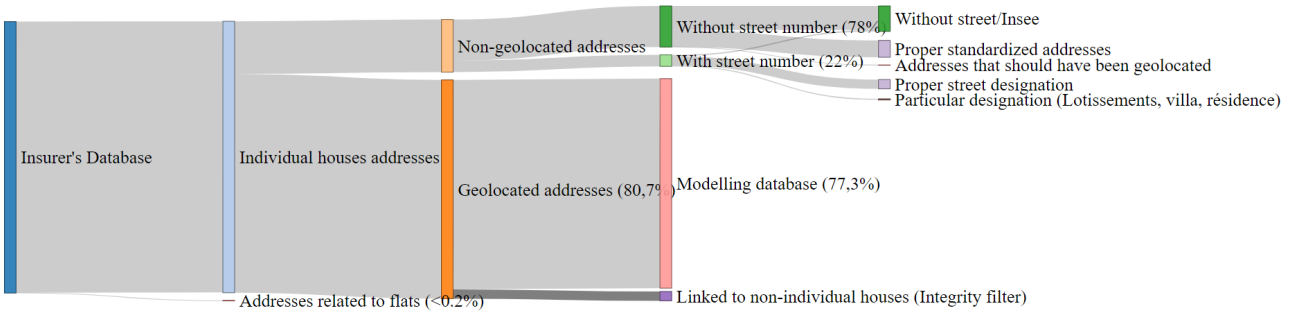 Insurer's Database
Individual houses addresses
Addresses related to flats (<0.2%)
Non-geolocated addresses
Geolocated addresses (80,7%)
Without street number (78%)
With street number (22%)
Modelling database (77,3%)
Linked to non-individual houses (Integrity filter)
Without street/Insee
Proper standardized addresses
Addresses that should have been geolocated
Proper street designation
Particular designation (Lotissements, villa, résidence)